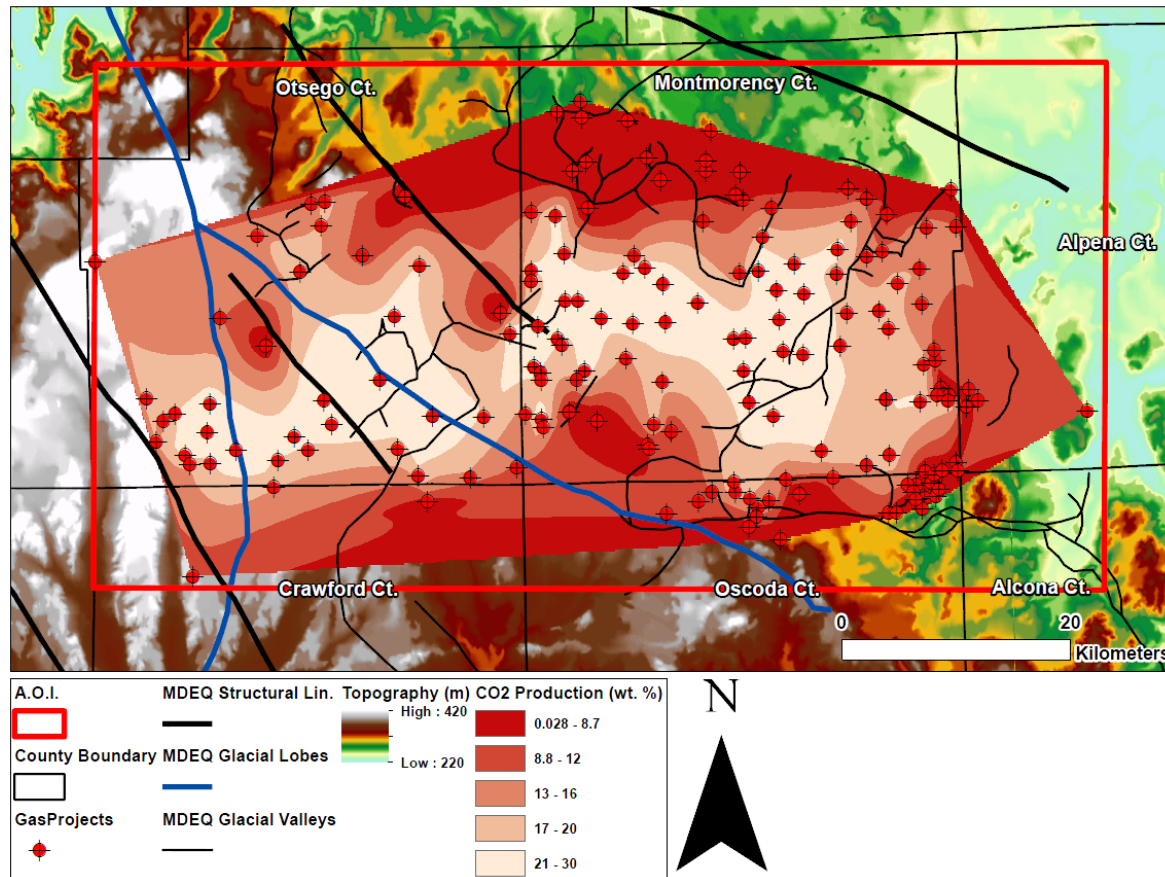 Otsego Ct.
Montmorency Ct.
Alpena Ct.
Crawford Ct.
Oscoda Ct.
Alcona Ct.
0 20
Kilometers
A.O.I. MDEQ Structural Lin. Topography (m) CO2 Production (wt. %)
High : 420
0.028 - 8.7
County Boundary MDEQ Glacial Lobes
Low : 220
8.8 - 12
13 - 16
GasProjects MDEQ Glacial Valleys
17 - 20
21 - 30
N